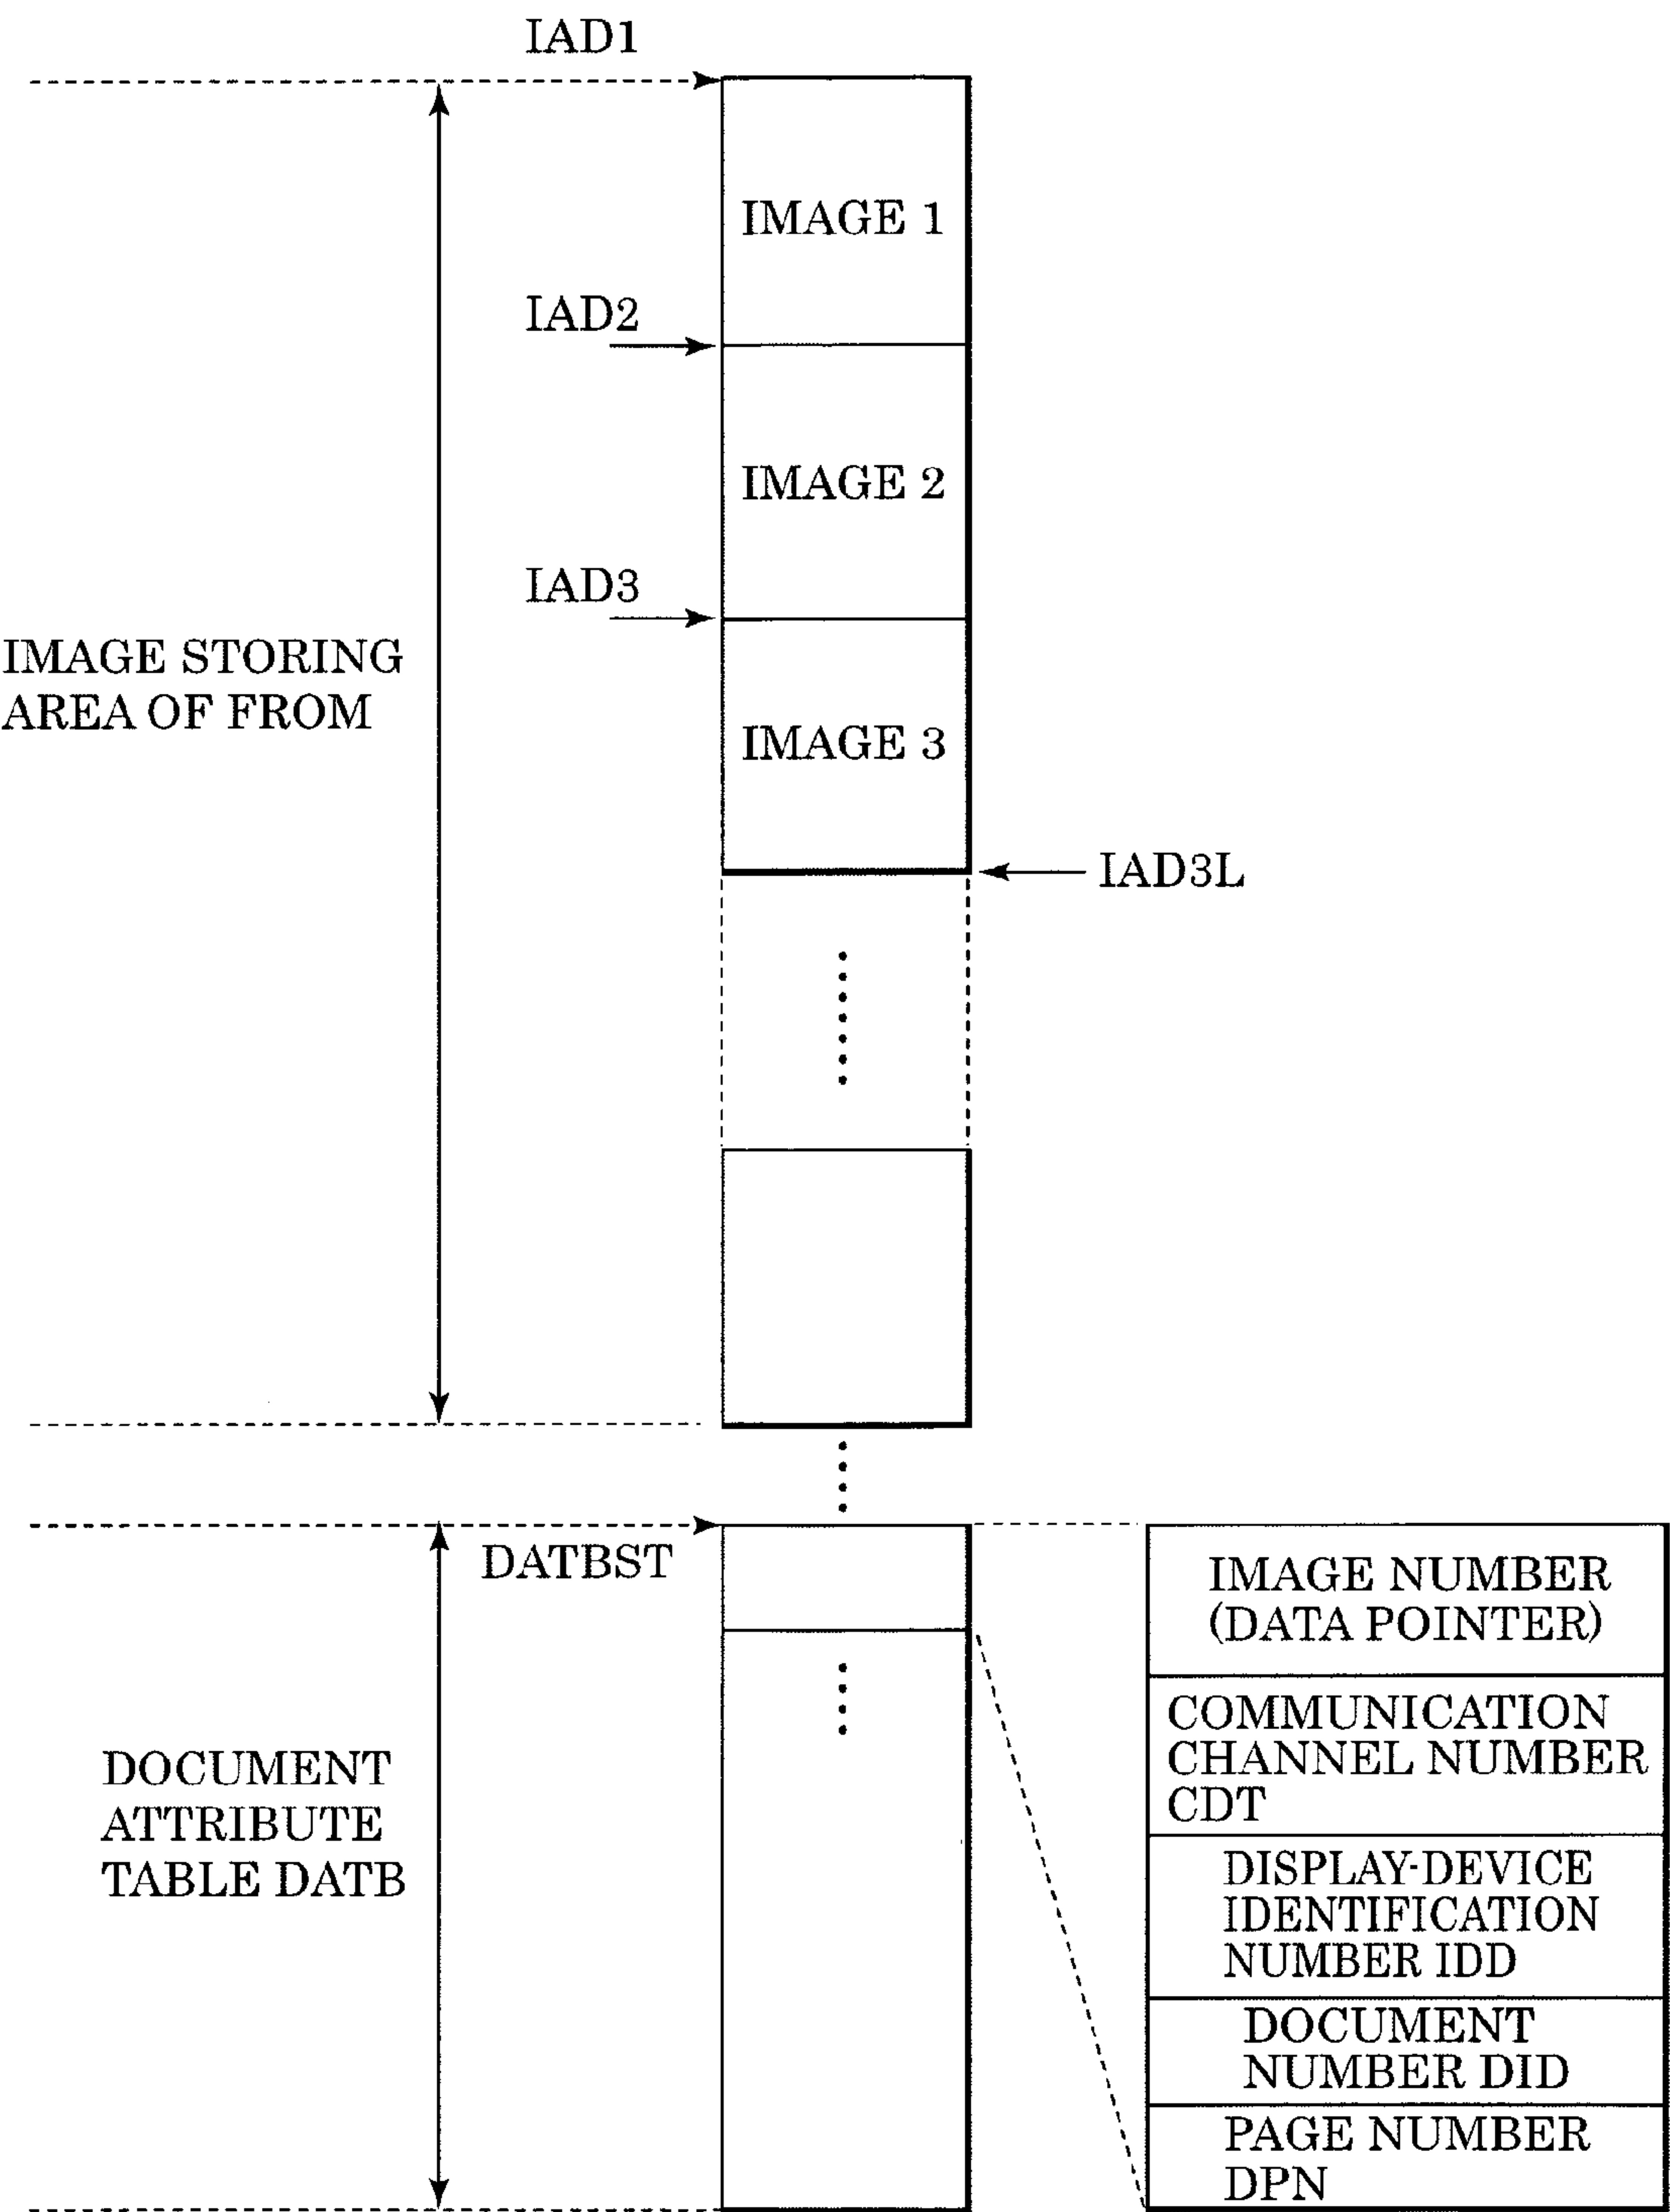 IAD1
IMAGE 1
IAD2
IMAGE 2
IAD3
IMAGE STORING
AREA OF FROM
IMAGE 3
IAD3L
DATBST
DOCUMENT
ATTRIBUTE
TABLE DATB
IMAGE NUMBER
(DATA POINTER)
COMMUNICATION
CHANNEL NUMBER
CDT
DISPLAY-DEVICE
IDENTIFICATION
NUMBER IDD
DOCUMENT
NUMBER DID
PAGE NUMBER
DPN